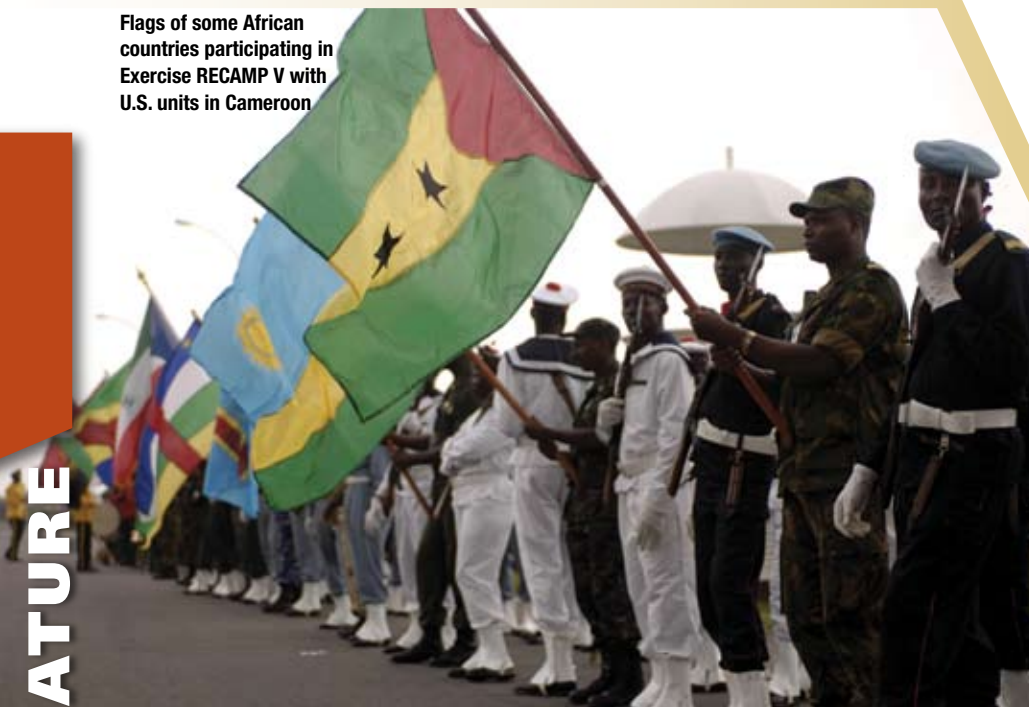 Flags of some African
countries participating in
Exercise RECAMP V with
U.S. units in Cameroon
ATURE